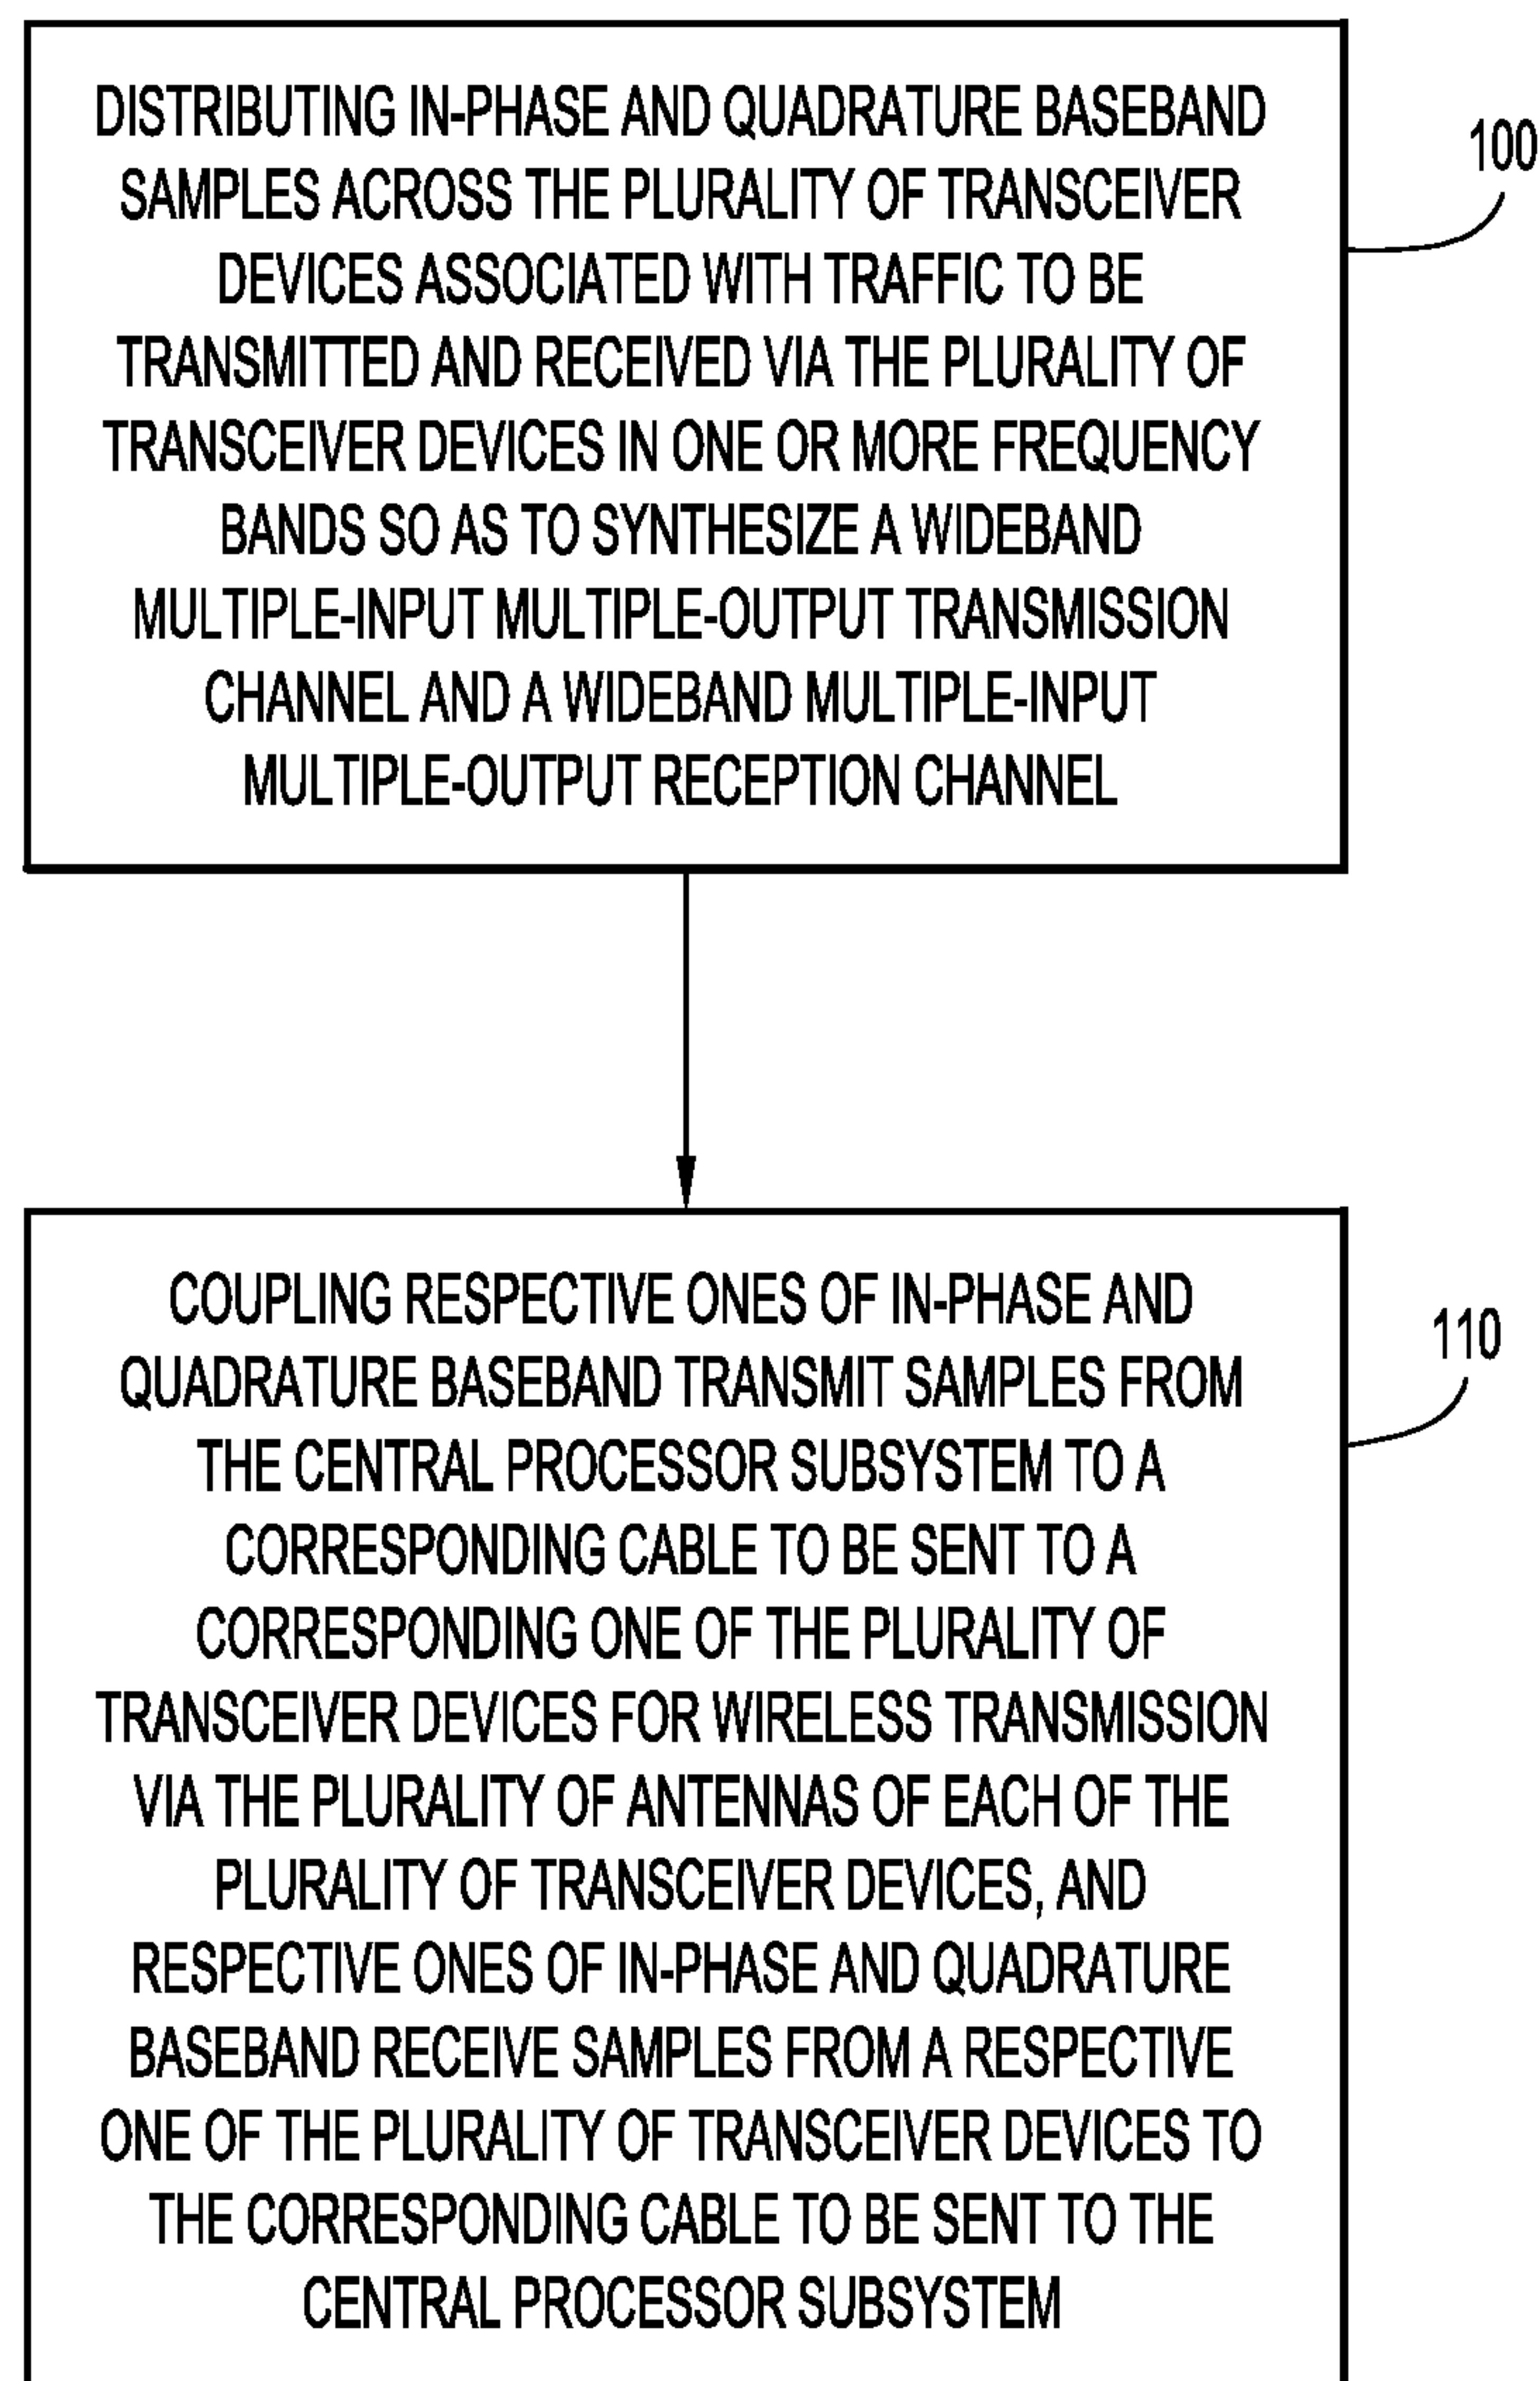 DISTRIBUTING IN-PHASE AND QUADRATURE BASEBAND
SAMPLES ACROSS THE PLURALITY OF TRANSCEIVER
DEVICES ASSOCIATED WITH TRAFFIC TO BE
TRANSMITTED AND RECEIVED VIA THE PLURALITY OF
TRANSCEIVER DEVICES IN ONE OR MORE FREQUENCY
BANDS SO AS TO SYNTHESIZE A WIDEBAND
MULTIPLE-INPUT MULTIPLE-OUTPUT TRANSMISSION
CHANNEL AND A WIDEBAND MULTIPLE-INPUT
MULTIPLE-OUTPUT RECEPTION CHANNEL
100
COUPLING RESPECTIVE ONES OF IN-PHASE AND
QUADRATURE BASEBAND TRANSMIT SAMPLES FROM
THE CENTRAL PROCESSOR SUBSYSTEM TO A
CORRESPONDING CABLE TO BE SENT TO A
CORRESPONDING ONE OF THE PLURALITY OF
TRANSCEIVER DEVICES FOR WIRELESS TRANSMISSION
VIA THE PLURALITY OF ANTENNAS OF EACH OF THE
PLURALITY OF TRANSCEIVER DEVICES, AND
RESPECTIVE ONES OF IN-PHASE AND QUADRATURE
BASEBAND RECEIVE SAMPLES FROM A RESPECTIVE
ONE OF THE PLURALITY OF TRANSCEIVER DEVICES TO
THE CORRESPONDING CABLE TO BE SENT TO THE
CENTRAL PROCESSOR SUBSYSTEM
110